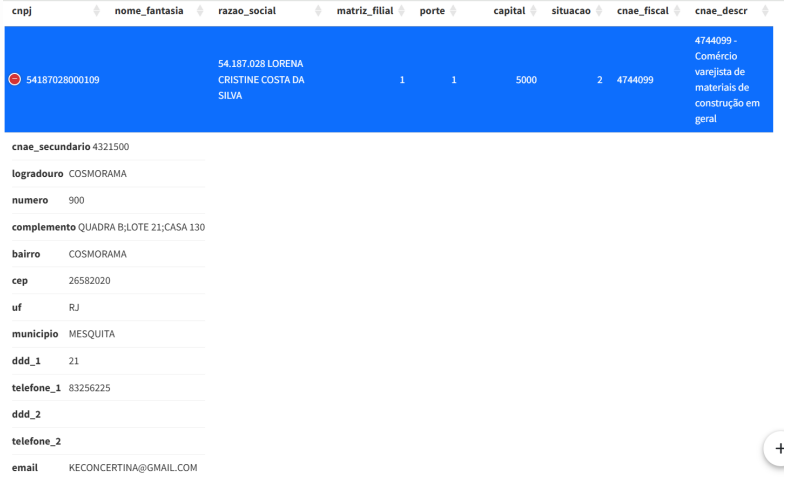 cnpj nome_fantasia razao_social matriz_filial porte capital situacao cnae_fiscal cnae_descr
54187028000109 54.187.028 LORENA CRISTINE COSTA DA SILVA 1 1 5000 2 4744099 4744099 - Comércio varejista de materiais de construção em geral
cnae_secundario 4321500
logradouro COSMORAMA
numero 900
complemento QUADRA B;LOTE 21;CASA 130
bairro COSMORAMA
cep 26582020
uf RJ
municipio MESQUITA
ddd_1 21
telefone_1 83256225
ddd_2
telefone_2
email KECONCERTINA@GMAIL.COM